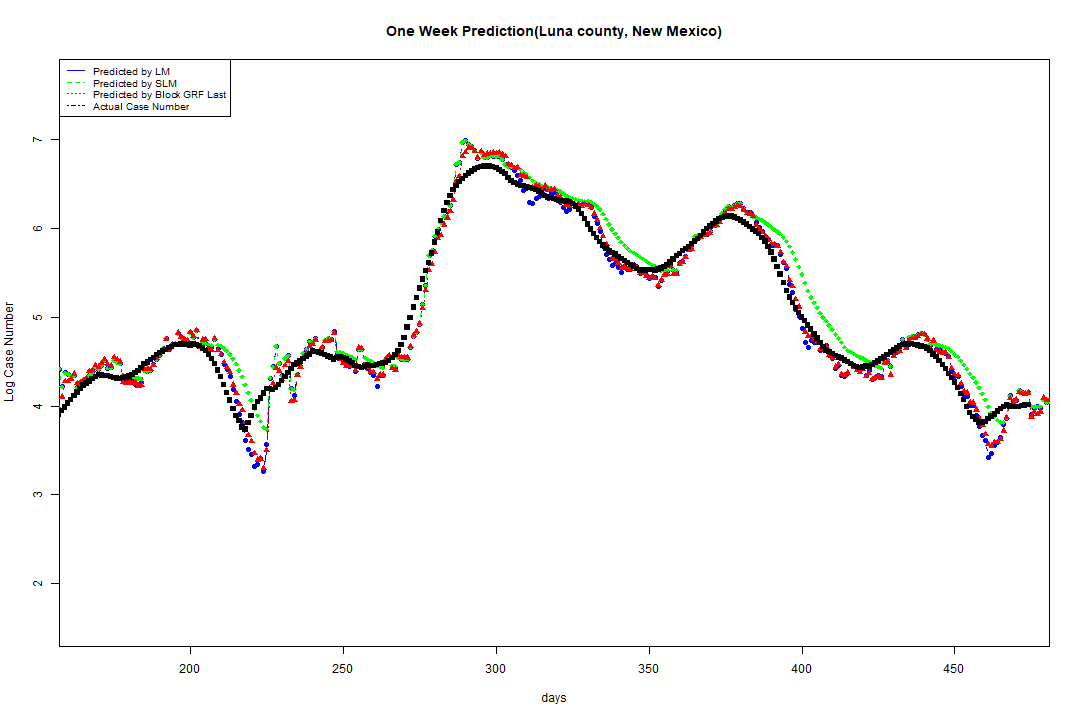 One Week Prediction(Luna county, New Mexico)
Predicted by LM
Predicted by SLM
Predicted by Block GRF Last
Actual Case Number
7
6
5
4
3
2
Log Case Number
200 250 300 350 400 450
days